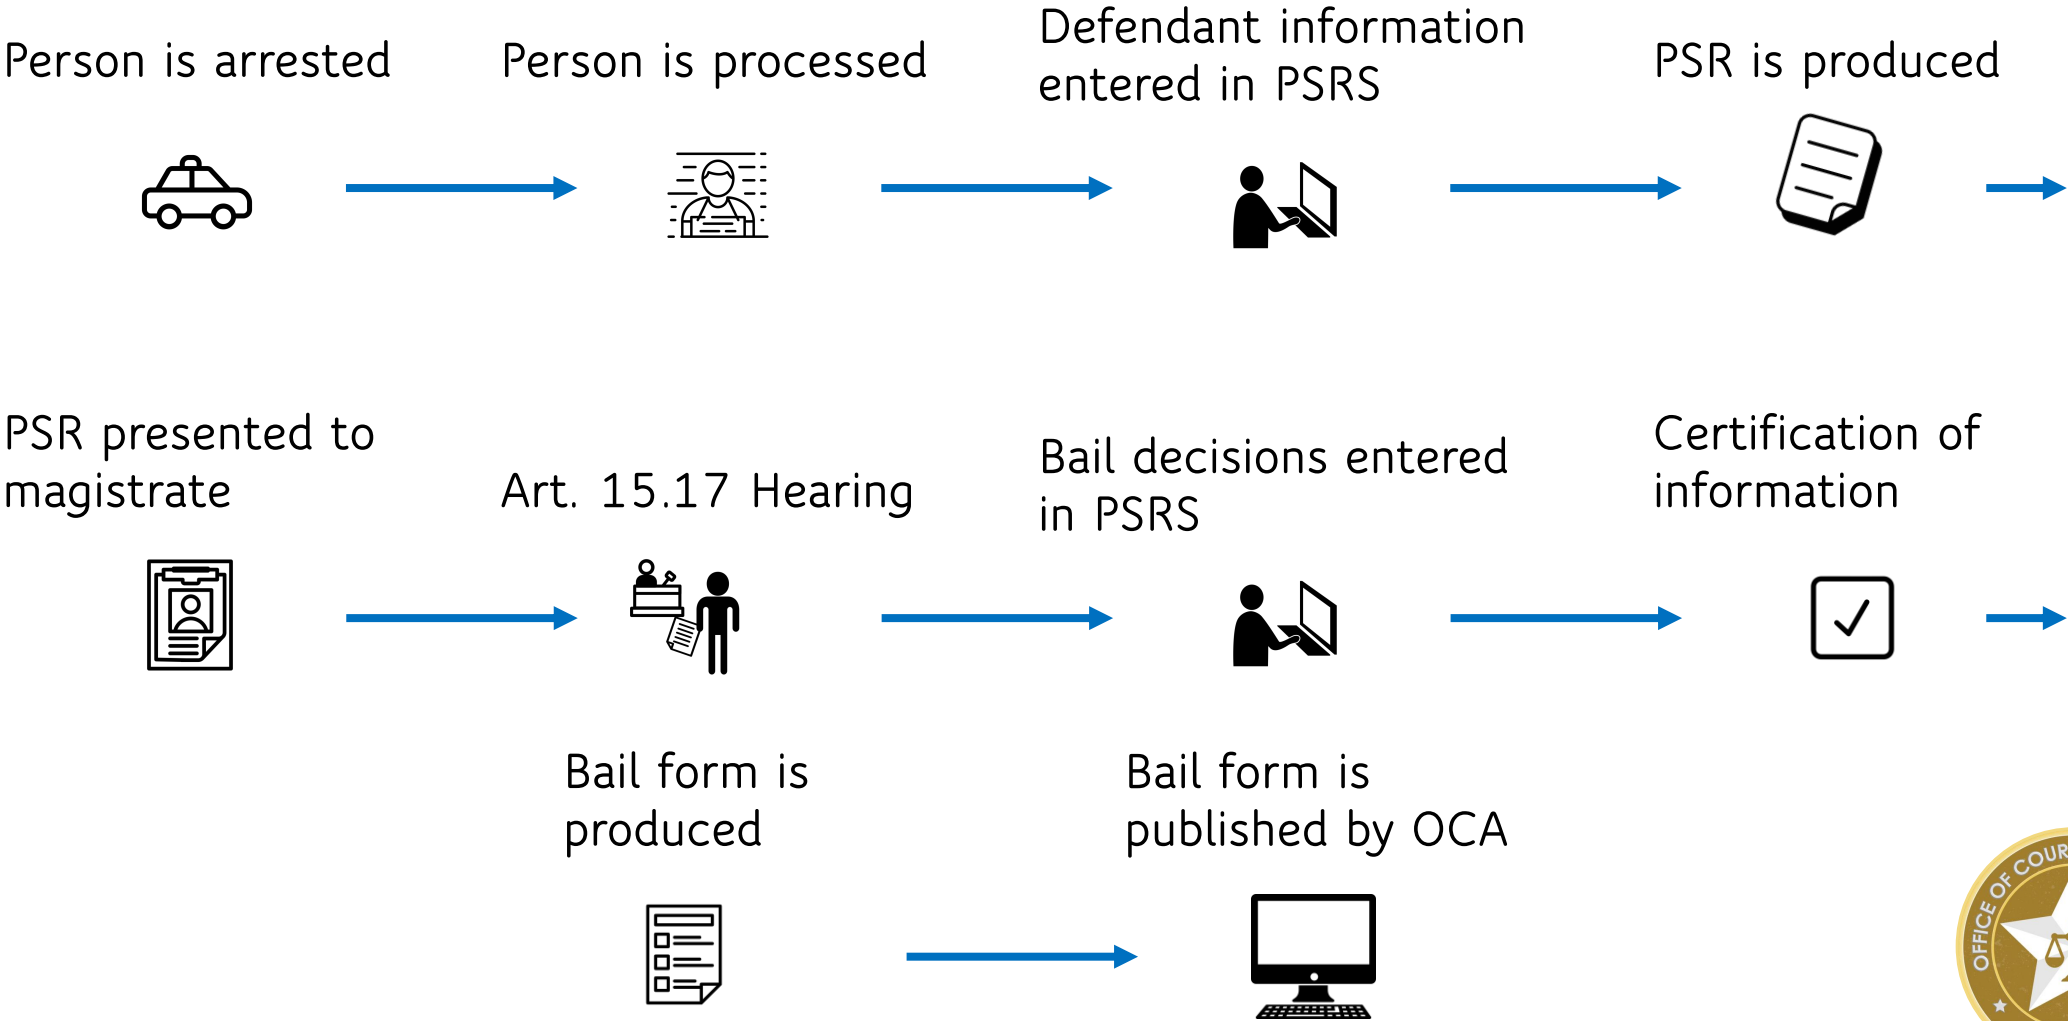 Person is arrested
Person is processed
Defendant information
entered in PSRS
PSR is produced
PSR presented to
magistrate
Art. 15.17 Hearing
Bail decisions entered
in PSRS
Certification of
information
Bail form is
produced
Bail form is
published by OCA
OFFICE OF